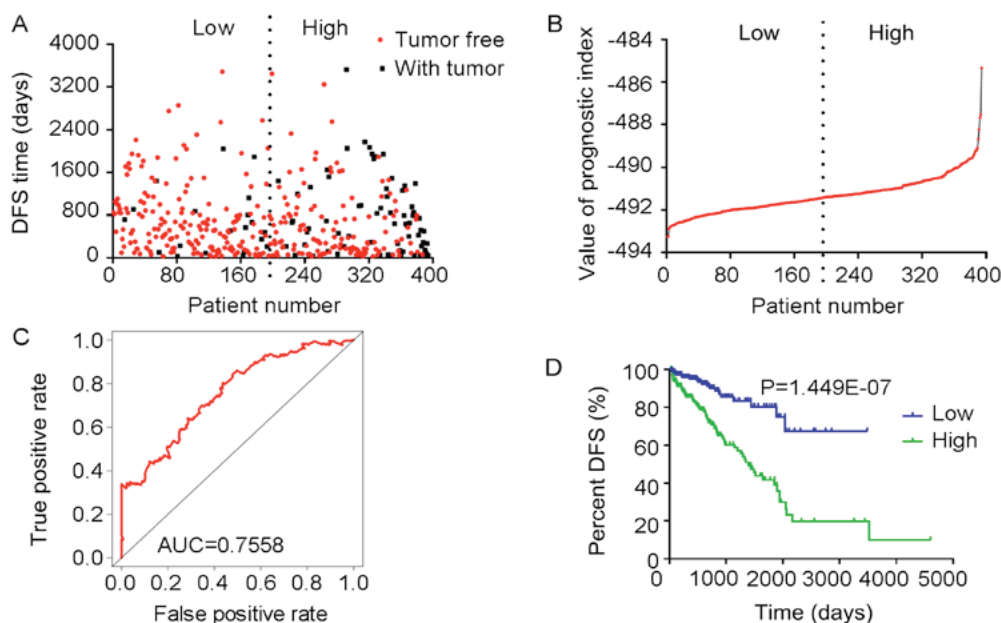 A
Low
High
Tumor free
With tumor
DFS time (days)
4000
3200
2400
1600
800
0
0
80
160
240
320
400
Patient number
B
Low
High
Value of prognostic index
-484
-486
-488
-490
-492
-494
0
80
160
240
320
400
Patient number
C
True positive rate
1.0
0.8
0.6
0.4
0.2
0.0
AUC=0.7558
0.0
0.2
0.4
0.6
0.8
1.0
False positive rate
D
Percent DFS (%)
100
80
60
40
20
0
P=1.449E-07
Low
High
0
1000
2000
3000
4000
5000
Time (days)